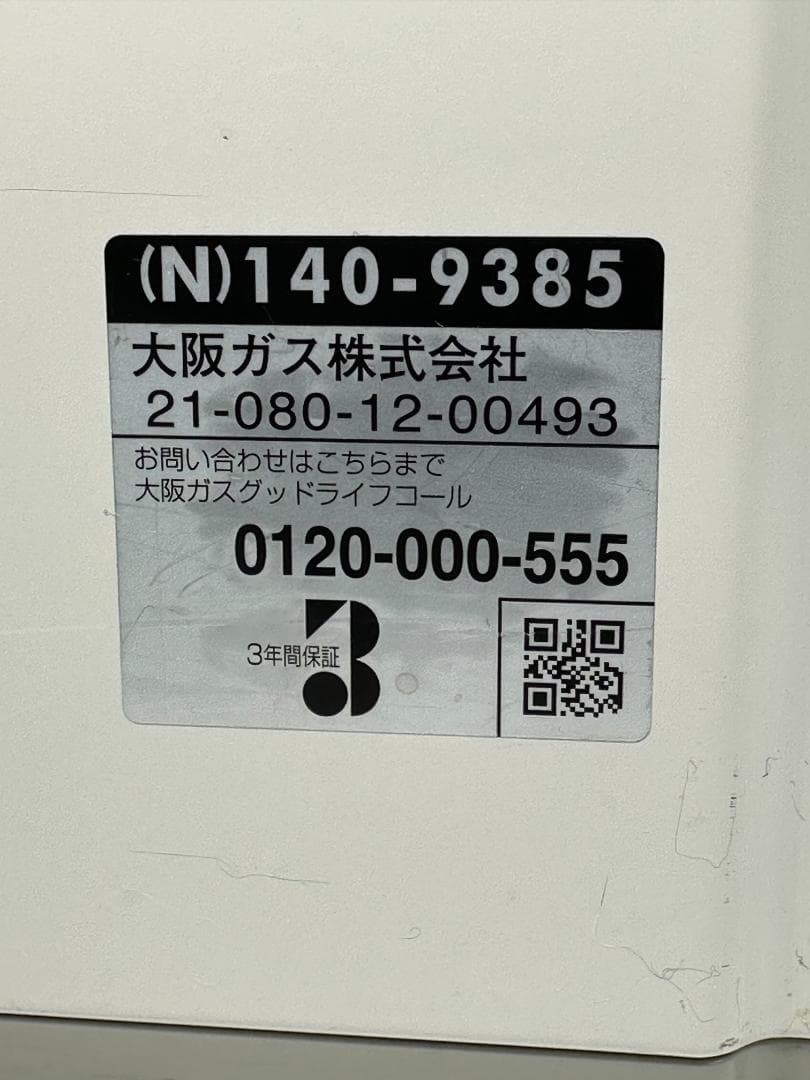 (N)140-9385
大阪ガス株式会社
21-080-12-00493
お問い合わせはこちらまで
大阪ガスグッドライフコール
0120-000-555
3年間保証
3